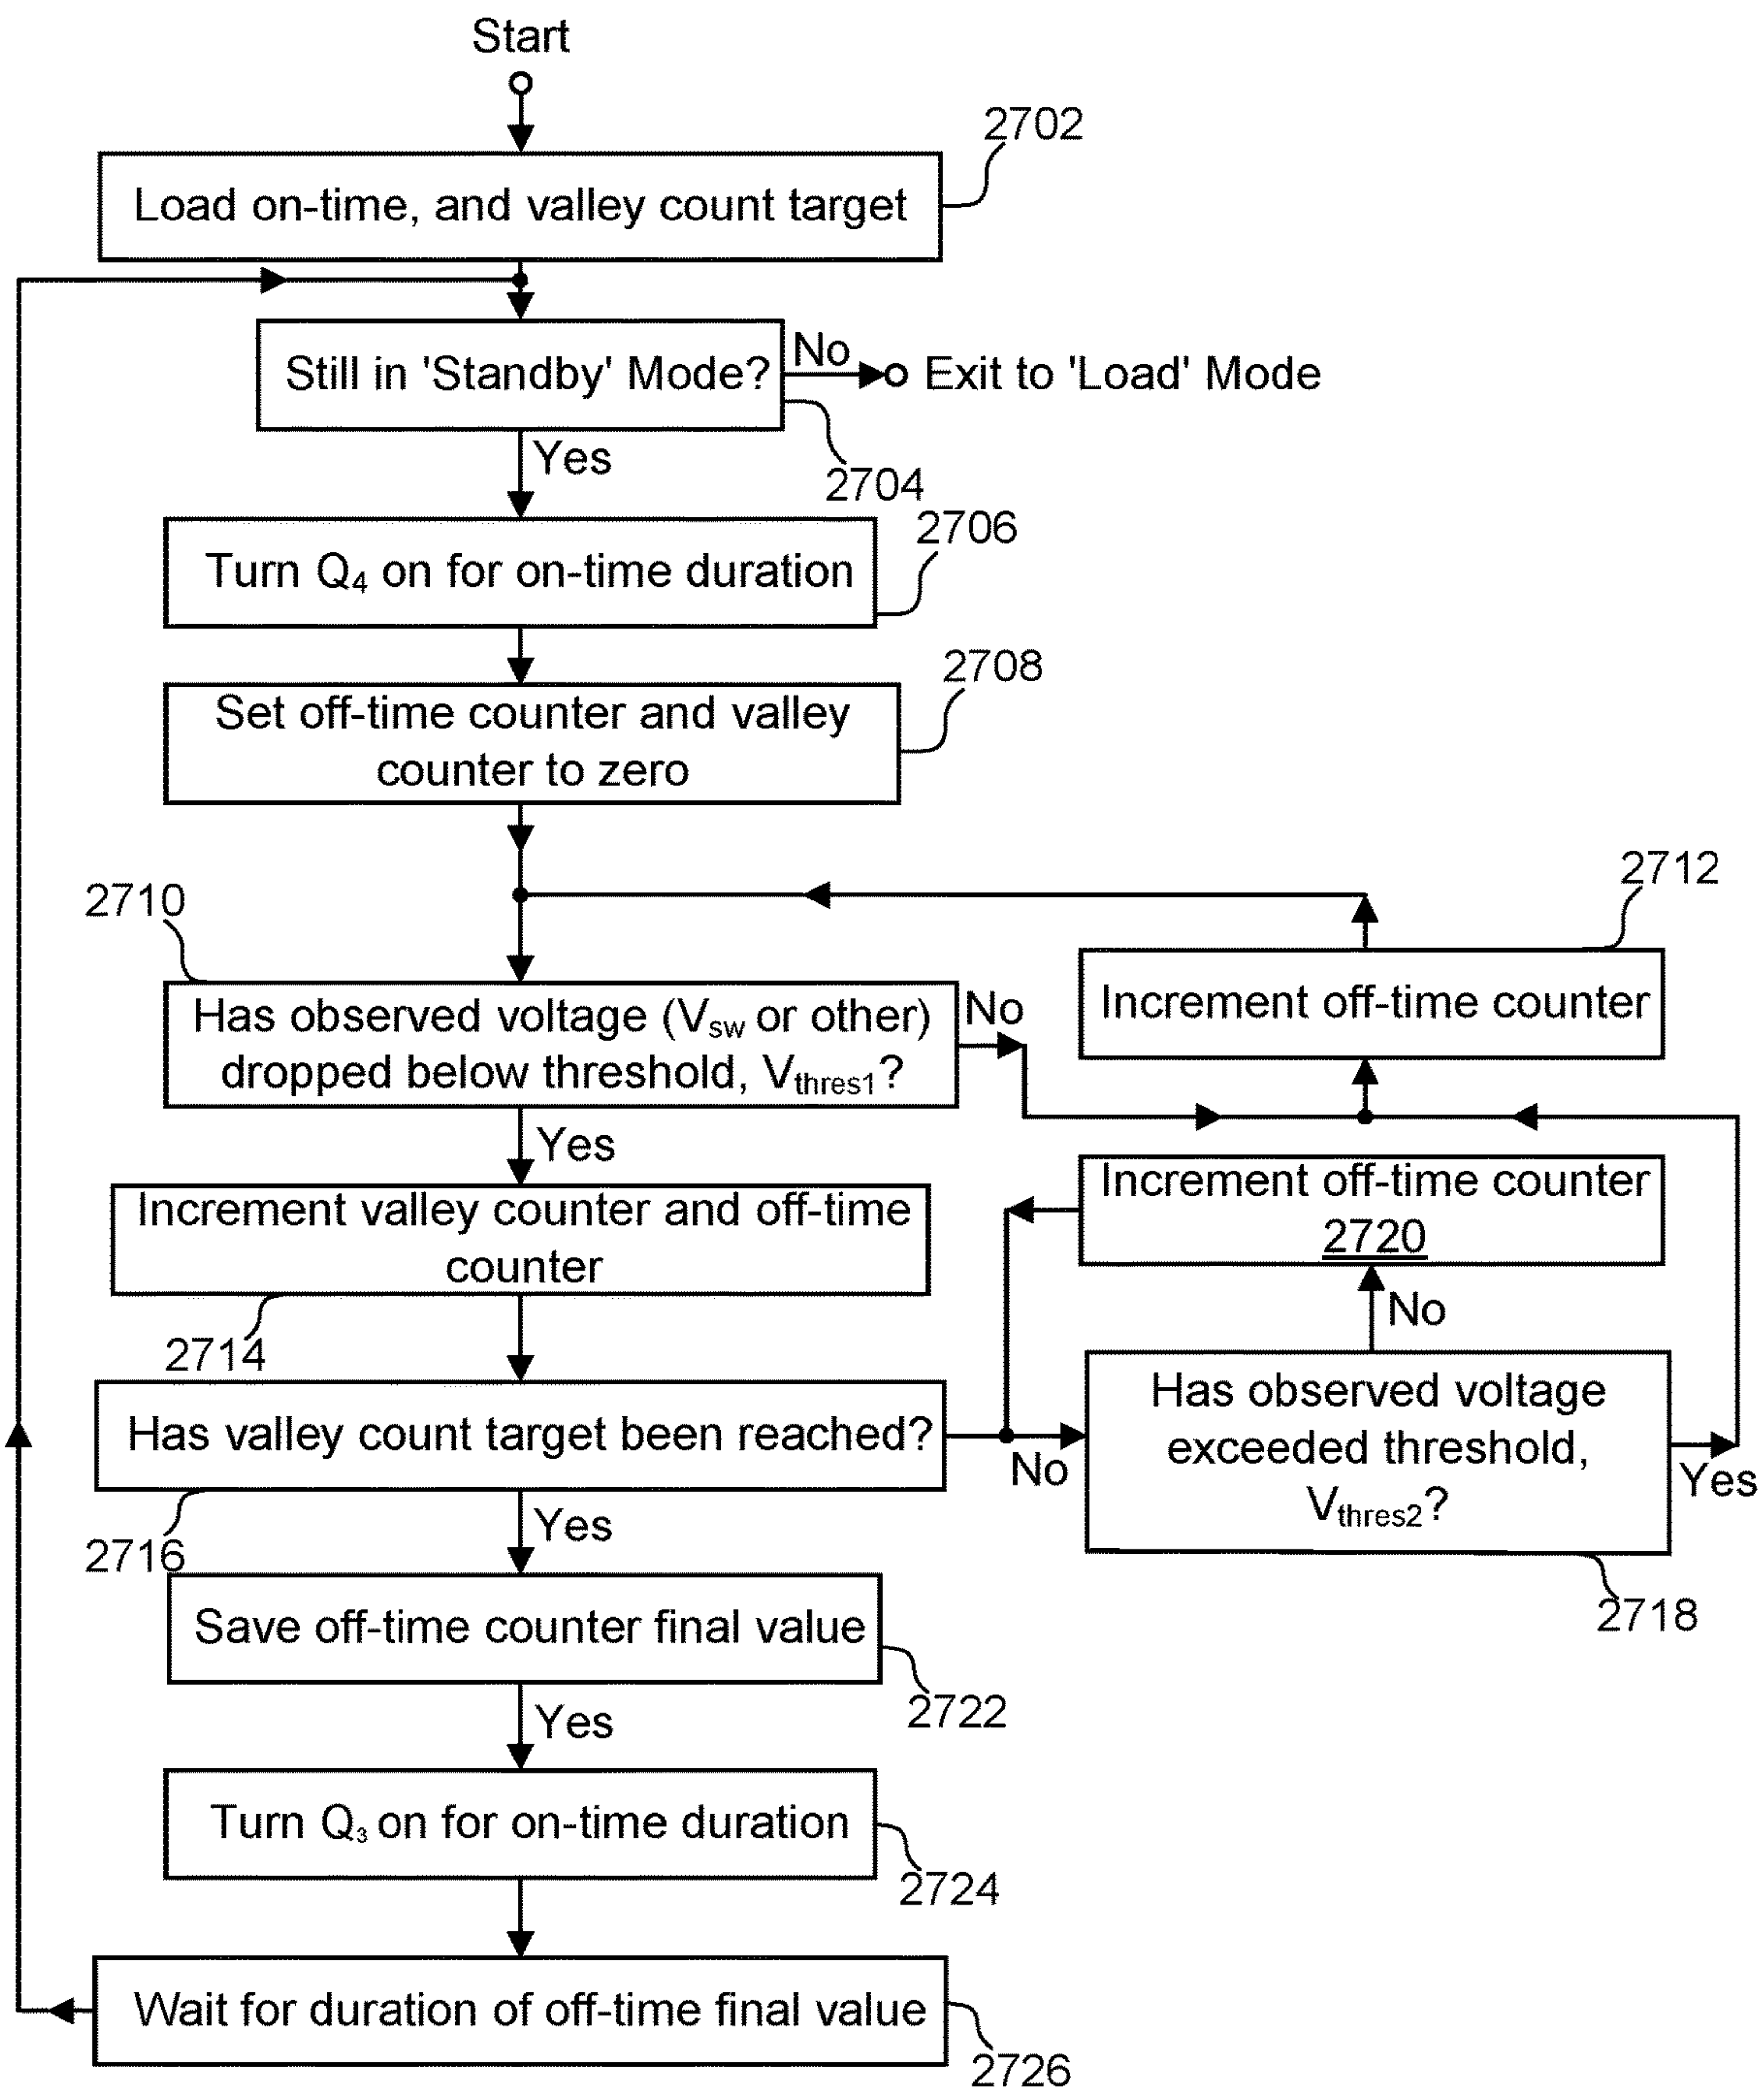 Start
2702
Load on-time, and valley count target
Still in 'Standby' Mode?
No
Exit to 'Load' Mode
Yes
2704
2706
Turn Q4 on for on-time duration
2708
Set off-time counter and valley
counter to zero
2710
2712
Has observed voltage (Vsw or other)
dropped below threshold, Vthres1?
No
Increment off-time counter
Yes
Increment valley counter and off-time
counter
2714
Increment off-time counter
2720
No
Has valley count target been reached?
No
2716
Has observed voltage
exceeded threshold,
Vthres2?
Yes
2718
Yes
Save off-time counter final value
2722
Yes
Turn Q3 on for on-time duration
2724
Wait for duration of off-time final value
2726